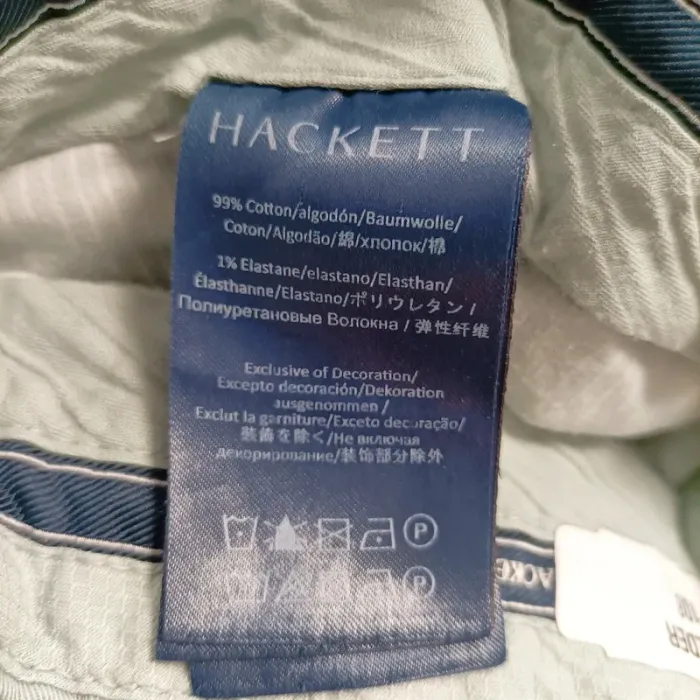 HACKETT
99% Cotton/algodón/Baumwolle/
Coton/Algodão/綿/хлопок/棉
1% Elastane/elastano/Elasthan/
Élasthanne/Elastano/ポリウレタン /
Полиуретановые Волокна / 弹性纤维
Exclusive of Decoration/
Excepto decoración/Dekoration
ausgenommen /
Exclut la garniture/Exceto decoração/
装飾を除く/Не включая
декорирование/装饰部分除外
P
P
ACKE